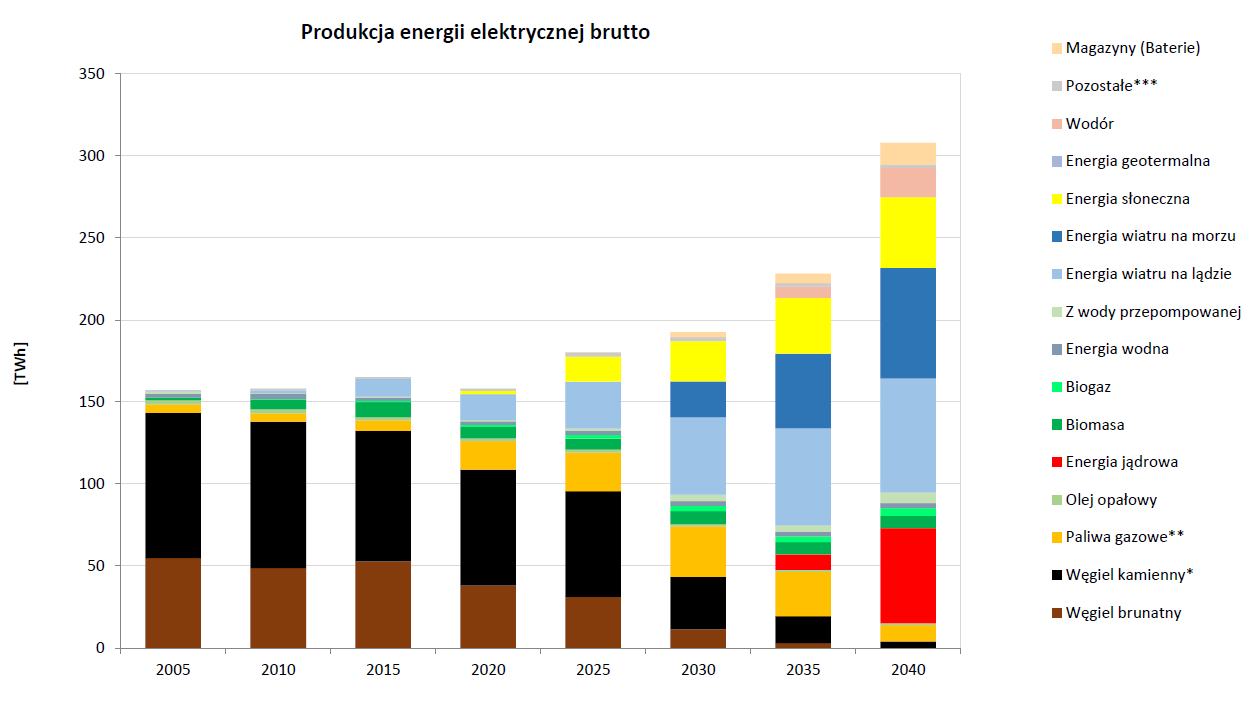 Produkcja energii elektrycznej brutto
[TWh]
350
300
250
200
150
100
50
0
2005 2010 2015 2020 2025 2030 2035 2040
Magazyny (Baterie)
Pozostałe***
Wodór
Energia geotermalna
Energia słoneczna
Energia wiatru na morzu
Energia wiatru na lądzie
Z wody przepompowanej
Energia wodna
Biogaz
Biomasa
Energia jądrowa
Olej opałowy
Paliwa gazowe**
Węgiel kamienny*
Węgiel brunatny